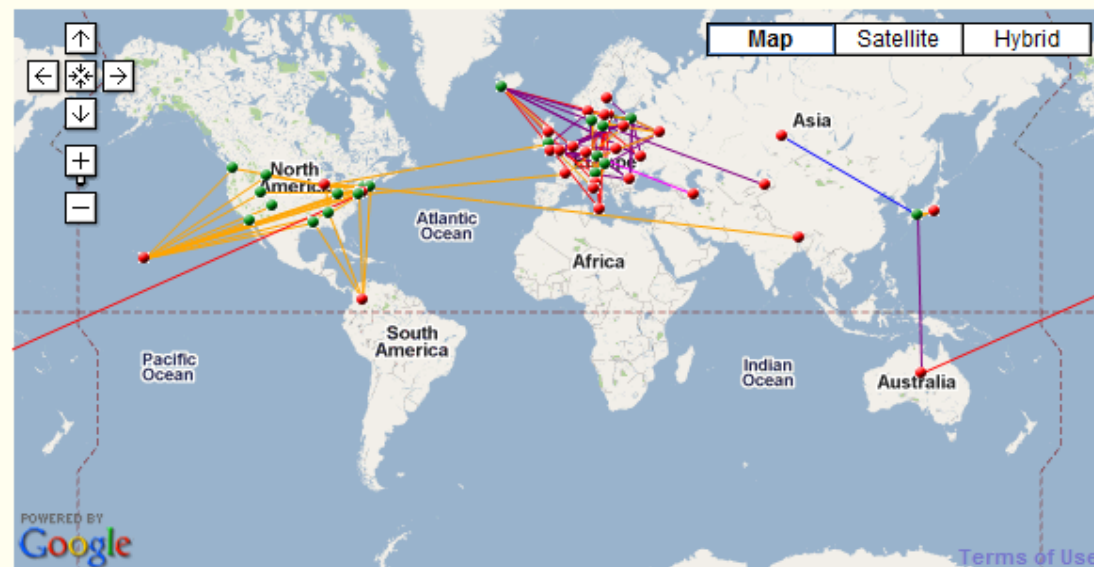 Map Satellite Hybrid
Asia
North
America
Europe
Atlantic
Ocean
Africa
South
America
Pacific
Ocean
Indian
Ocean
Australia
POWERED BY
Google
Terms of Use